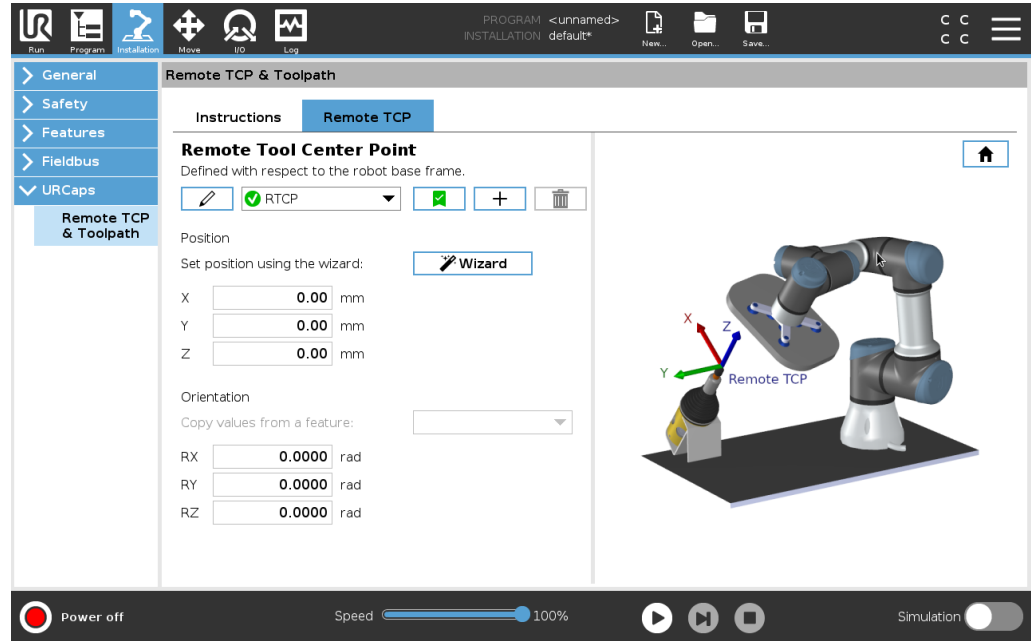 PROGRAM <unnamed>
INSTALLATION default*
UR
Run Program Installation Move I/O Log New... Open... Save...
C C
C C
General
Safety
Features
Fieldbus
URCaps
Remote TCP
& Toolpath
Remote TCP & Toolpath
Instructions Remote TCP
Remote Tool Center Point
Defined with respect to the robot base frame.
RTCP
Position
Set position using the wizard: Wizard
X 0.00 mm
Y 0.00 mm
Z 0.00 mm
Orientation
Copy values from a feature:
RX 0.0000 rad
RY 0.0000 rad
RZ 0.0000 rad
X
Z
Y
Remote TCP
Power off Speed 100% Simulation